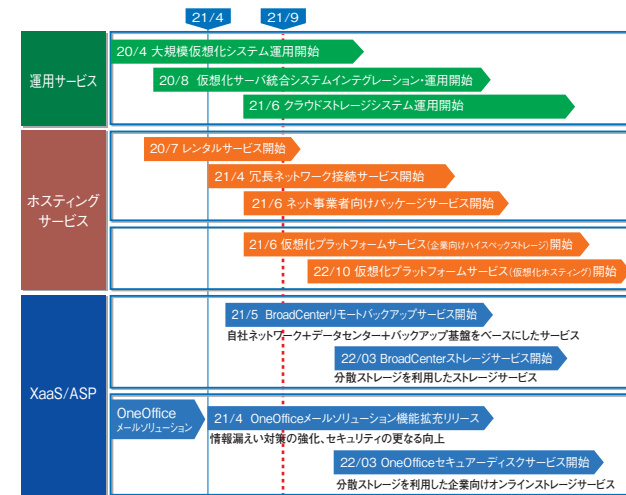 21/4
21/9
運用サービス
20/4 大規模仮想化システム運用開始
20/8 仮想化サーバ統合システムインテグレーション・運用開始
21/6 クラウドストレージシステム運用開始
ホスティング
サービス
20/7 レンタルサービス開始
21/4 冗長ネットワーク接続サービス開始
21/6 ネット事業者向けパッケージサービス開始
21/6 仮想化プラットフォームサービス(企業向けハイスペックストレージ)開始
22/10 仮想化プラットフォームサービス(仮想化ホスティング)開始
XaaS/ASP
21/5 BroadCenterリモートバックアップサービス開始
自社ネットワーク+データセンター+バックアップ基盤をベースにしたサービス
22/03 BroadCenterストレージサービス開始
分散ストレージを利用したストレージサービス
OneOffice
メールソリューション
21/4 OneOfficeメールソリューション機能拡充リリース
情報漏えい対策の強化、セキュリティの更なる向上
22/03 OneOfficeセキュアーディスクサービス開始
分散ストレージを利用した企業向けオンラインストレージサービス